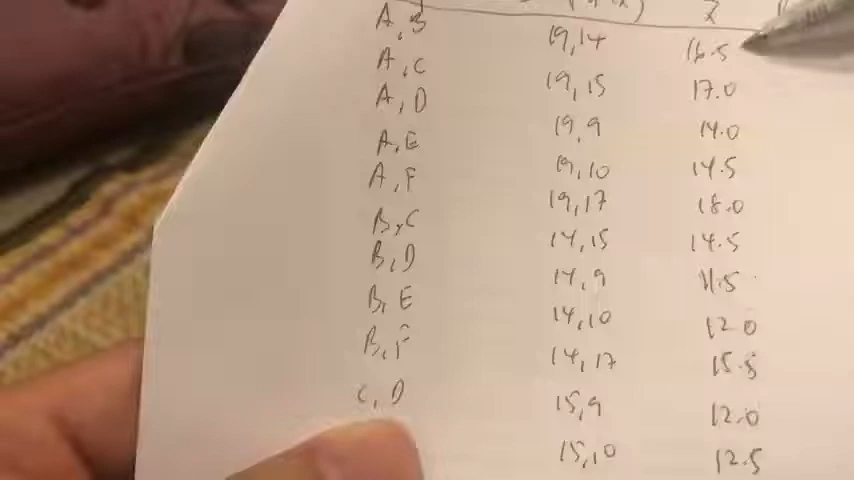 A,B 19,14 16.5
A,C 19,15 17.0
A,D 19,9 14.0
A,E 19,10 14.5
A,F 19,17 18.0
B,C 14,15 14.5
B,D 14,9 11.5
B,E 14,10 12.0
B,F 14,17 15.5
C,D 15,9 12.0
15,10 12.5